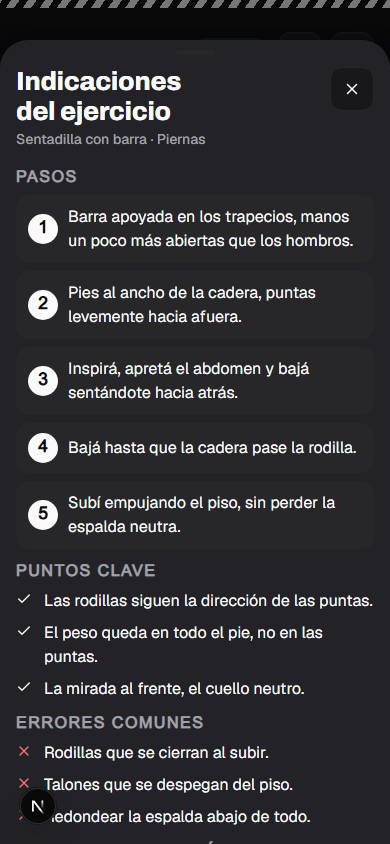 Indicaciones
del ejercicio
Sentadilla con barra · Piernas
PASOS
1 Barra apoyada en los trapecios, manos
un poco más abiertas que los hombros.
2 Pies al ancho de la cadera, puntas
levemente hacia afuera.
3 Inspirá, apretá el abdomen y bajá
sentándote hacia atrás.
4 Bajá hasta que la cadera pase la rodilla.
5 Subí empujando el piso, sin perder la
espalda neutra.
PUNTOS CLAVE
Las rodillas siguen la dirección de las puntas.
El peso queda en todo el pie, no en las
puntas.
La mirada al frente, el cuello neutro.
ERRORES COMUNES
Rodillas que se cierran al subir.
Talones que se despegan del piso.
N
la espalda abajo de todo.